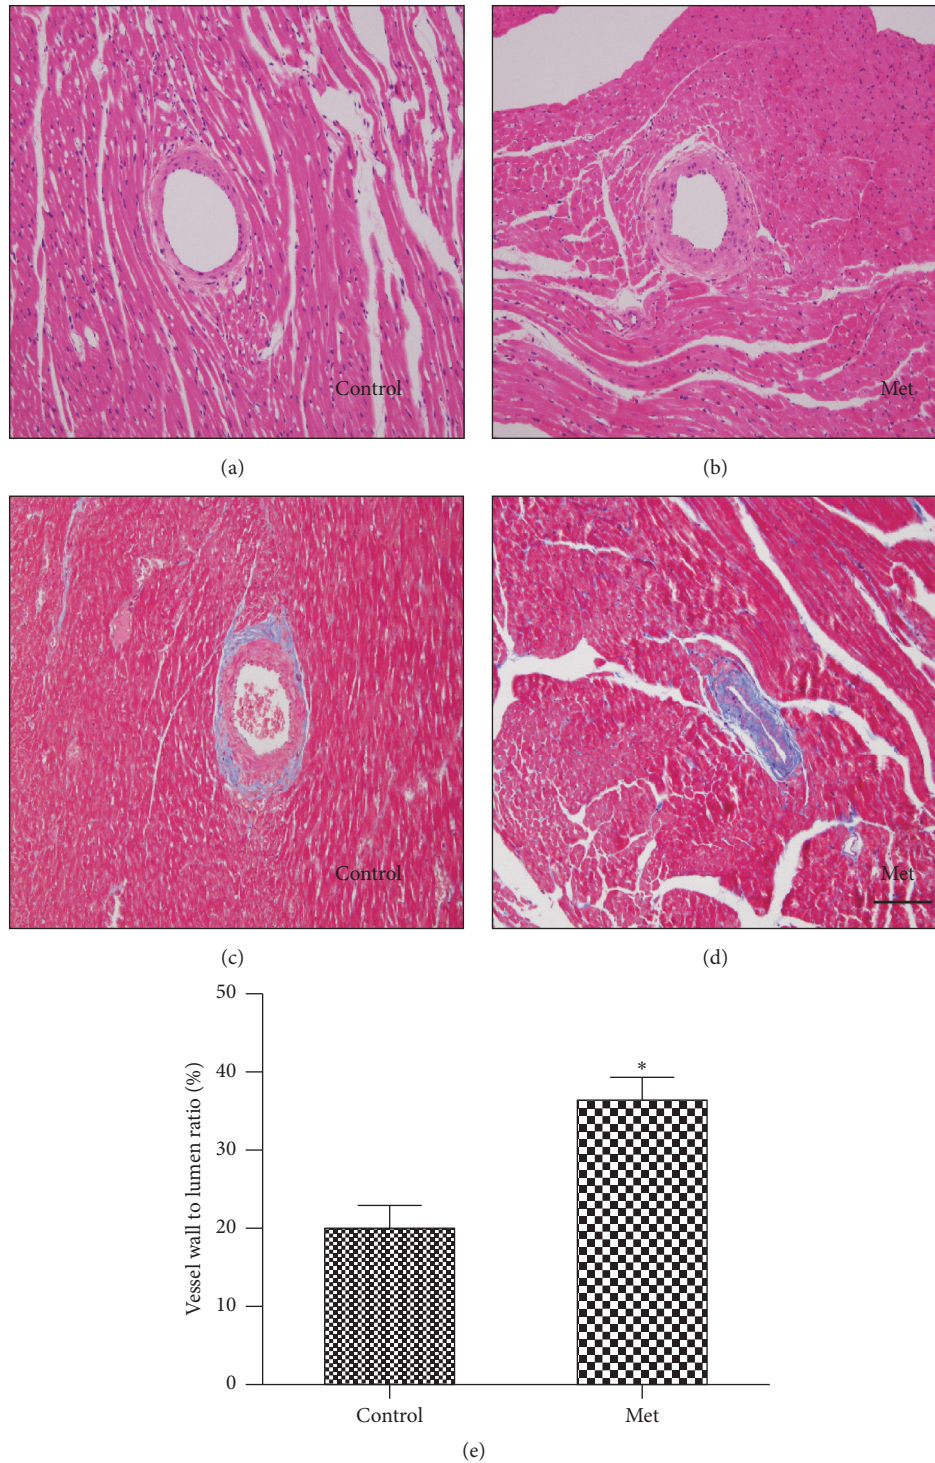 Control
Met
(a)
(b)
Control
Met
(c)
(d)
Vessel wall to lumen ratio (%)
50
40
30
20
10
0
*
Control
Met
(e)